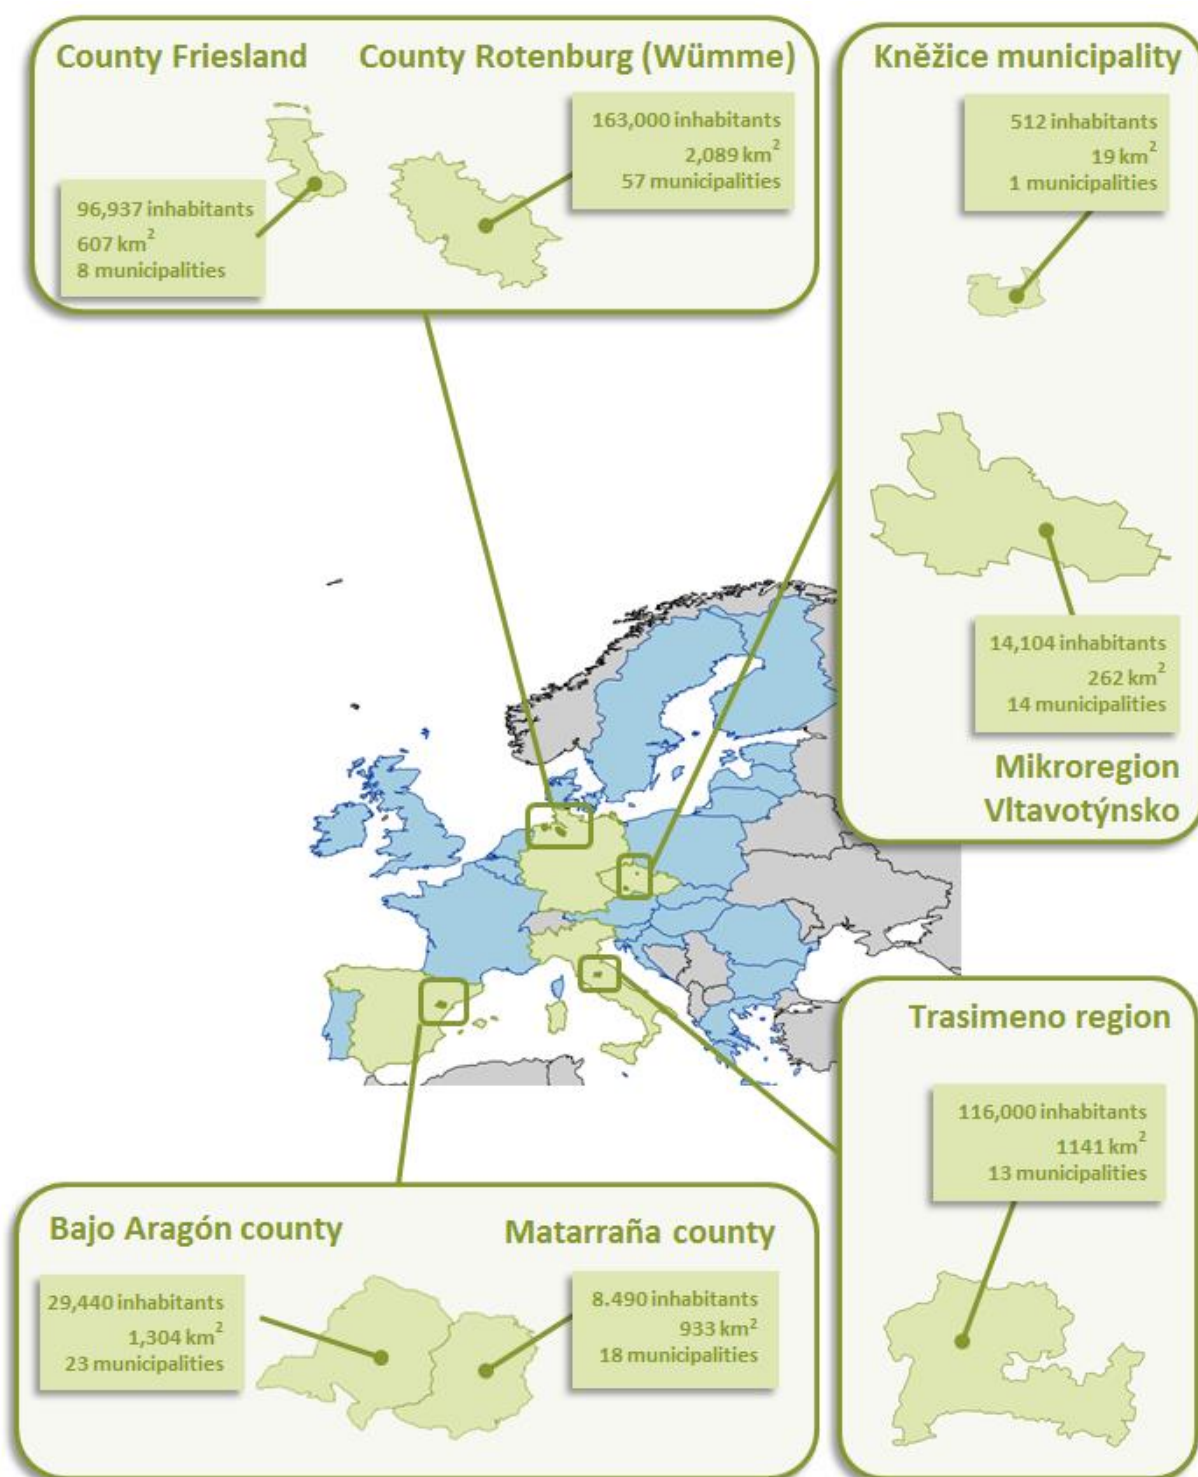 County Friesland
County Rotenburg (Wümme)
163,000 inhabitants
2,089 km²
57 municipalities
96,937 inhabitants
607 km²
8 municipalities
Kněžice municipality
512 inhabitants
19 km²
1 municipalities
14,104 inhabitants
262 km²
14 municipalities
Mikroregion
Vltavotýnsko
Trasimeno region
116,000 inhabitants
1141 km²
13 municipalities
Bajo Aragón county
29,440 inhabitants
1,304 km²
23 municipalities
Matarraña county
8.490 inhabitants
933 km²
18 municipalities